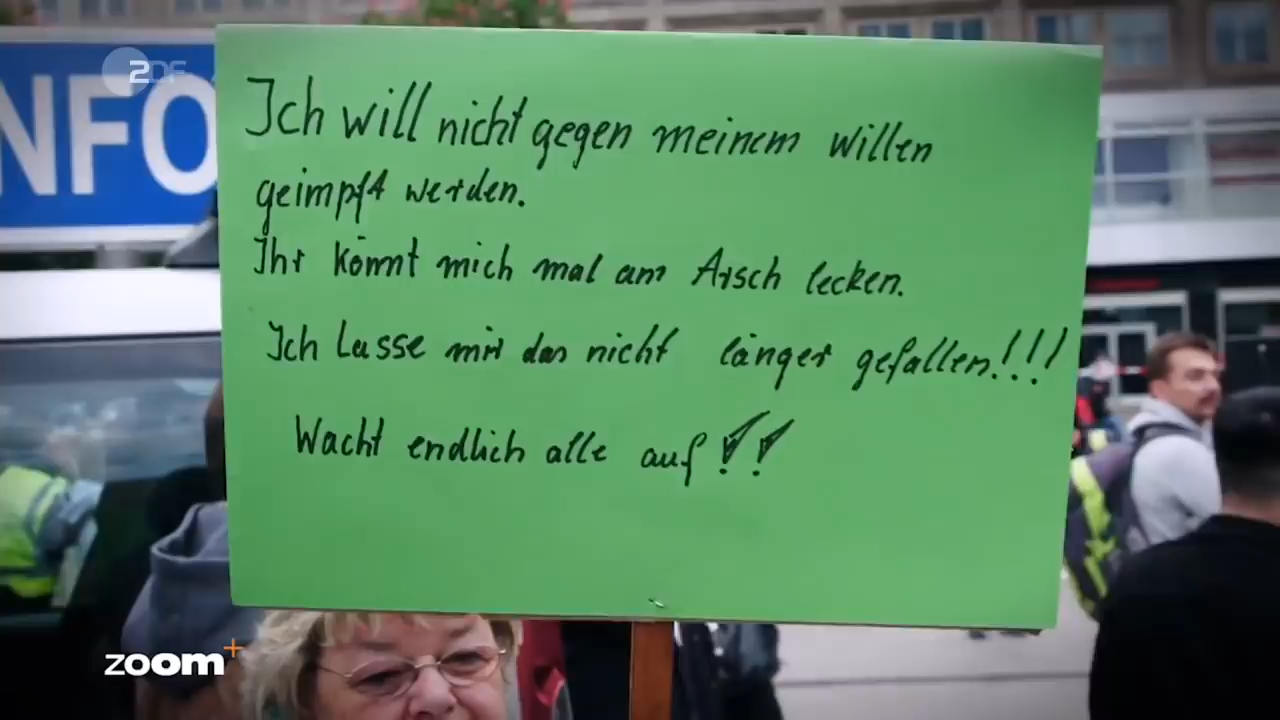 NFO
2DF
Ich will nicht gegen meinem willen
geimpft werden.
Ihr könnt mich mal am Arsch lecken.
Ich Lasse mir das nicht länger gefallen!!!
Wacht endlich alle auf!!
zoom+